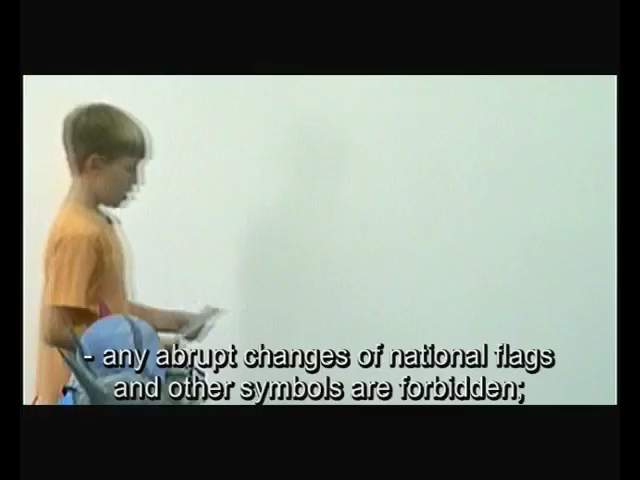 - any abrupt changes of national flags
and other symbols are forbidden;